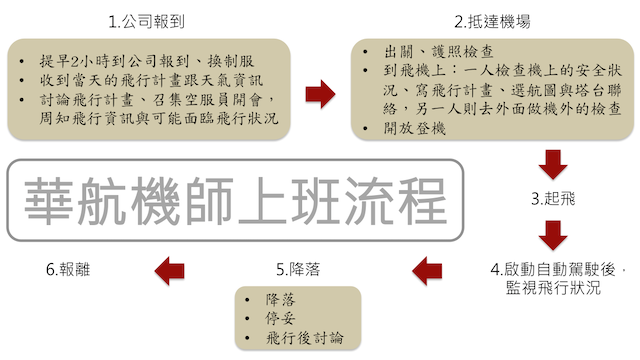 1.公司報到
• 提早2小時到公司報到、換制服
• 收到當天的飛行計畫跟天氣資訊
• 討論飛行計畫、召集空服員開會，
周知飛行資訊與可能面臨飛行狀況
2.抵達機場
• 出關、護照檢查
• 到飛機上：一人檢查機上的安全狀
況、寫飛行計畫、選航圖與塔台聯
絡，另一人則去外面做機外的檢查
• 開放登機
華航機師上班流程
3.起飛
4.啟動自動駕駛後，
監視飛行狀況
5.降落
• 降落
• 停妥
• 飛行後討論
6.報離